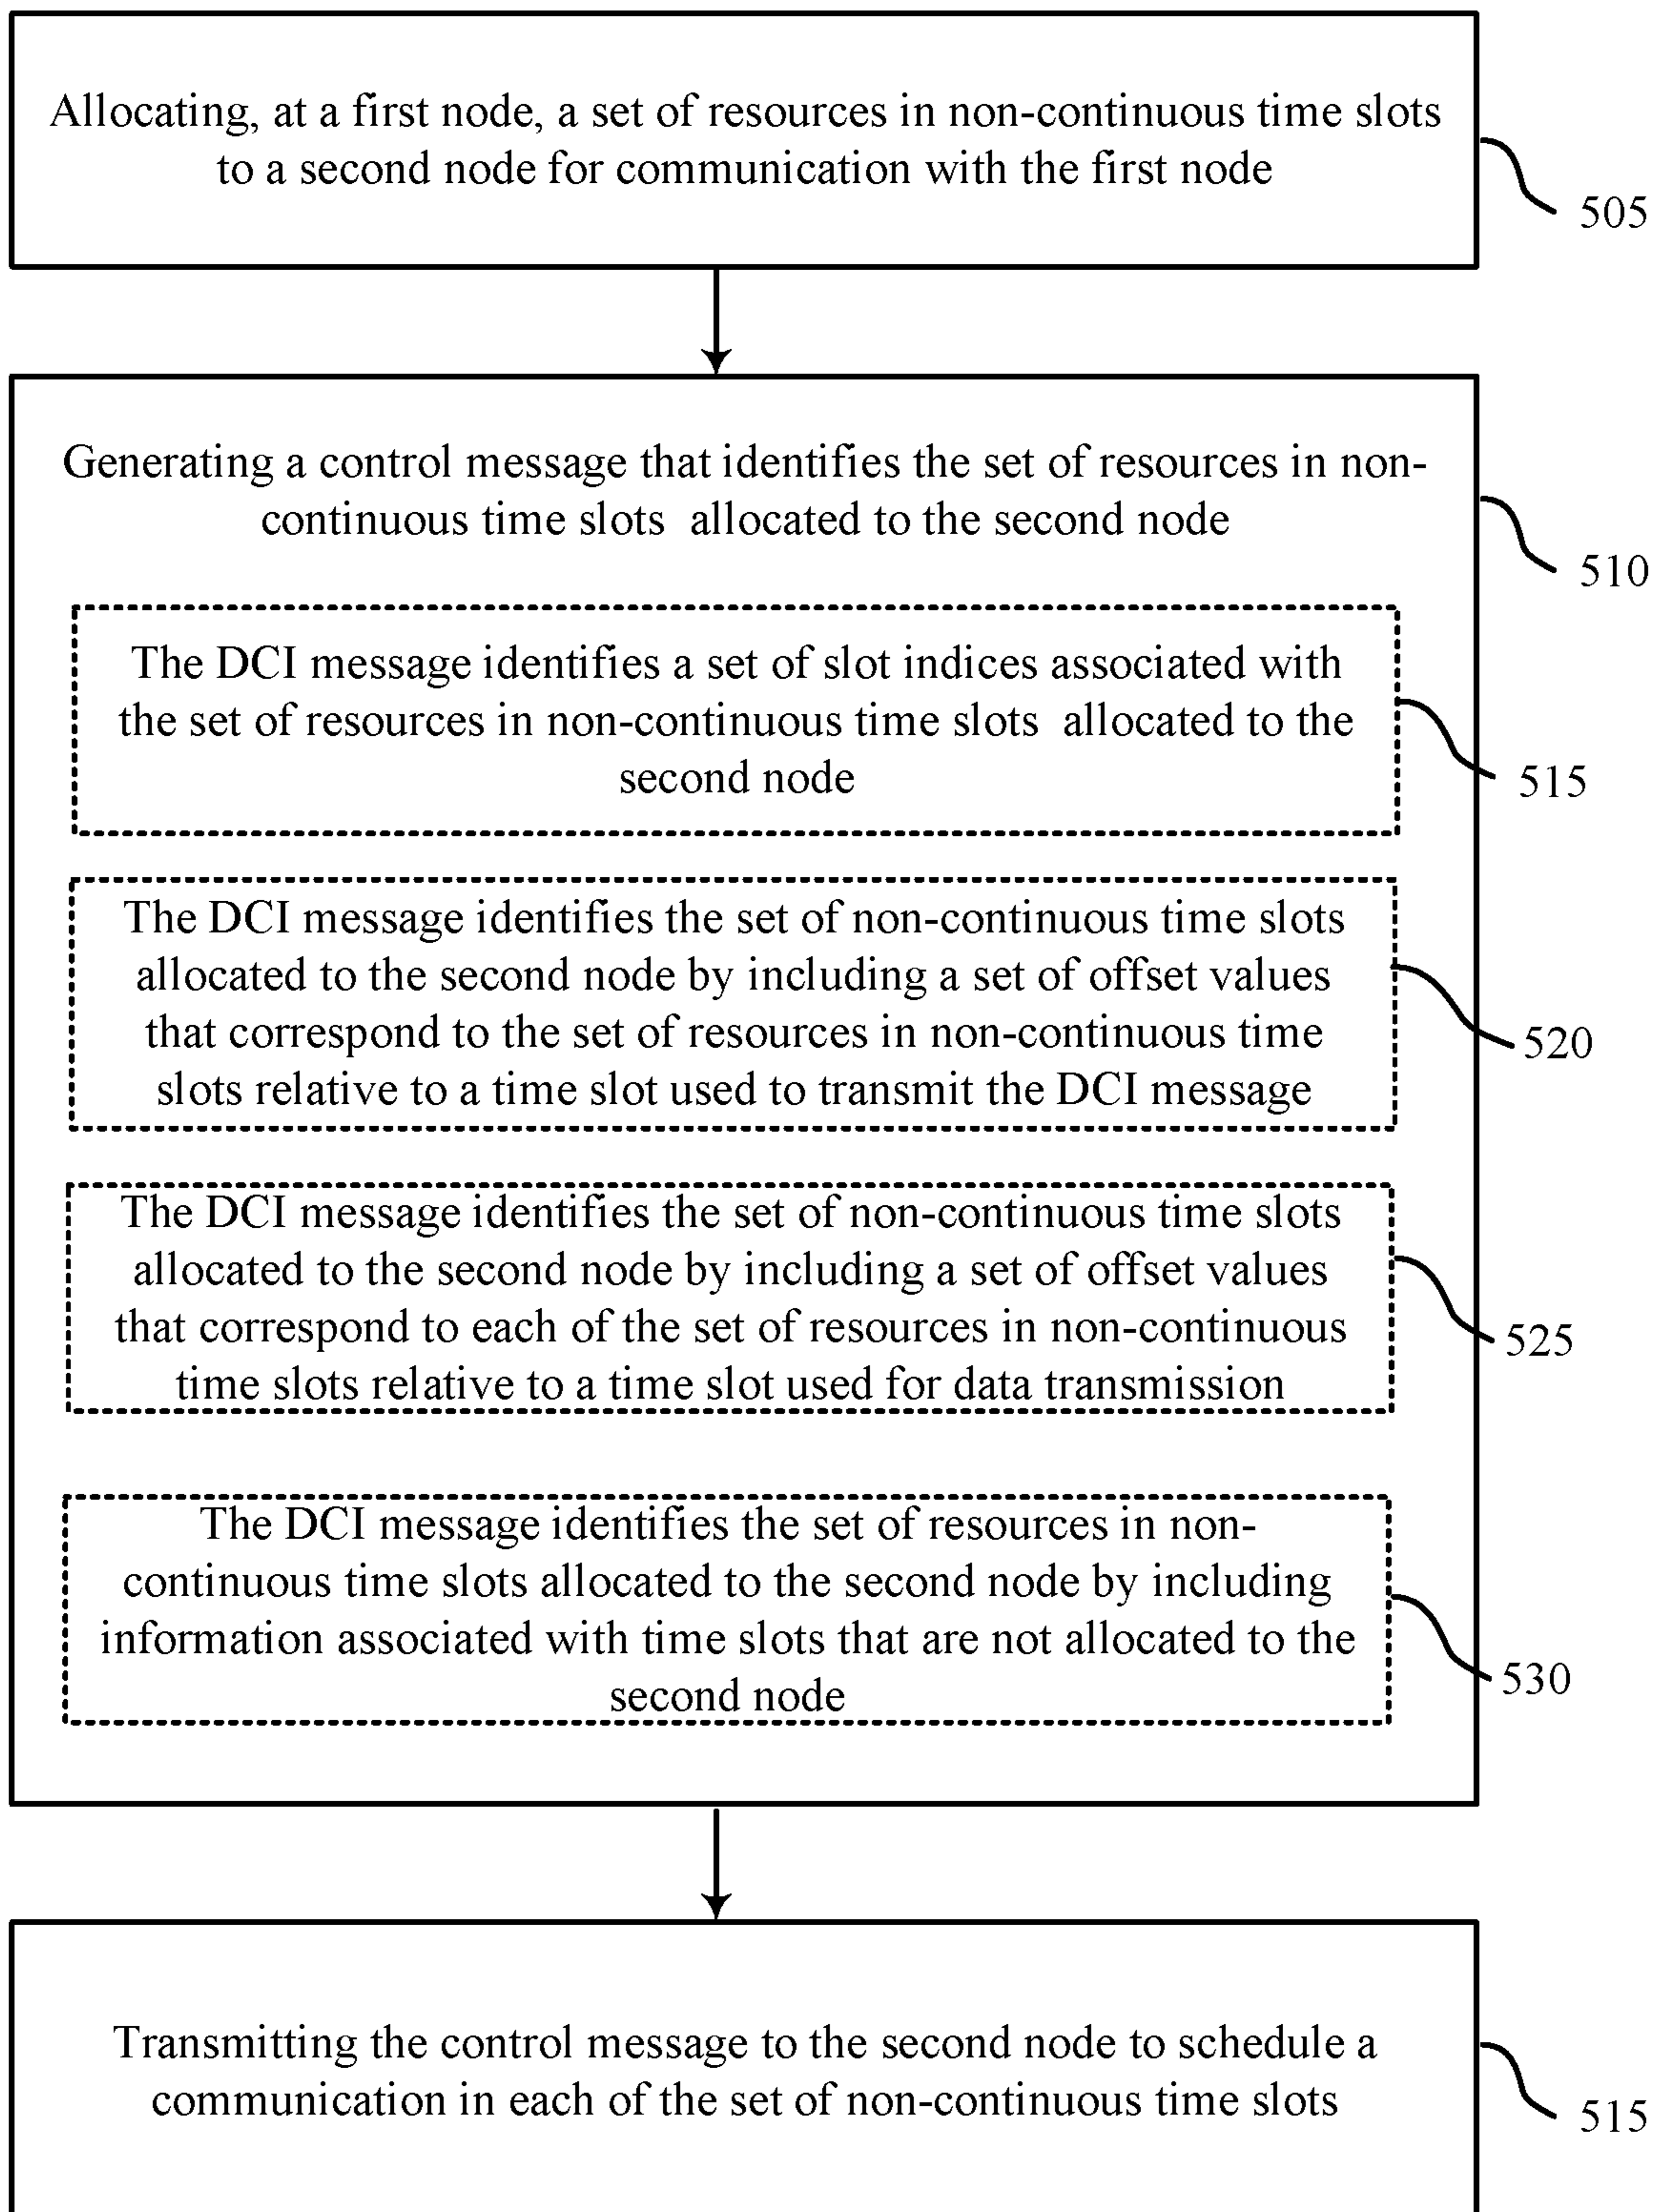 Allocating, at a first node, a set of resources in non-continuous time slots
to a second node for communication with the first node
505
Generating a control message that identifies the set of resources in non-
continuous time slots allocated to the second node
510
The DCI message identifies a set of slot indices associated with
the set of resources in non-continuous time slots allocated to the
second node
515
The DCI message identifies the set of non-continuous time slots
allocated to the second node by including a set of offset values
that correspond to the set of resources in non-continuous time
slots relative to a time slot used to transmit the DCI message
520
The DCI message identifies the set of non-continuous time slots
allocated to the second node by including a set of offset values
that correspond to each of the set of resources in non-continuous
time slots relative to a time slot used for data transmission
525
The DCI message identifies the set of resources in non-
continuous time slots allocated to the second node by including
information associated with time slots that are not allocated to the
second node
530
Transmitting the control message to the second node to schedule a
communication in each of the set of non-continuous time slots
515